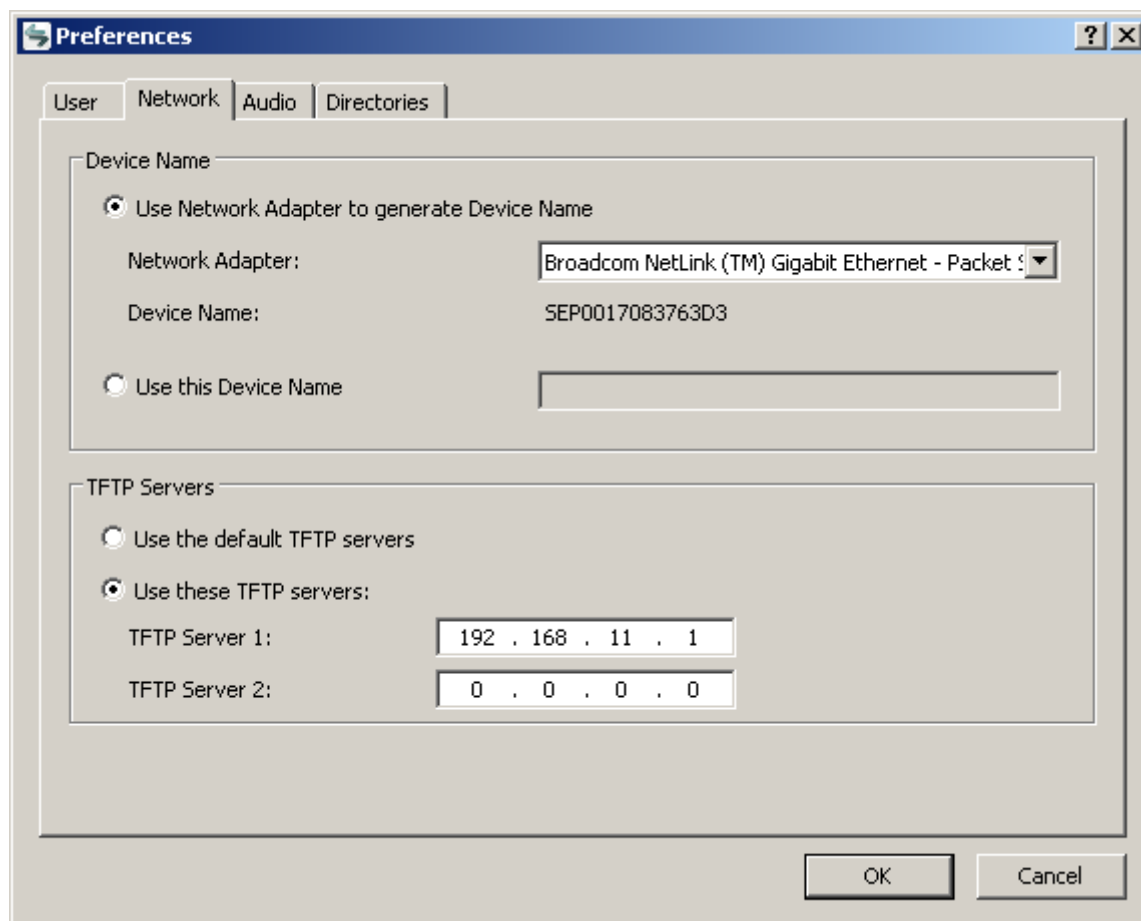 Preferences
User Network Audio Directories
Device Name
Use Network Adapter to generate Device Name
Network Adapter: Broadcom NetLink (TM) Gigabit Ethernet - Packet
Device Name: SEP0017083763D3
Use this Device Name
TFTP Servers
Use the default TFTP servers
Use these TFTP servers:
TFTP Server 1: 192 . 168 . 11 . 1
TFTP Server 2: 0 . 0 . 0 . 0
OK Cancel